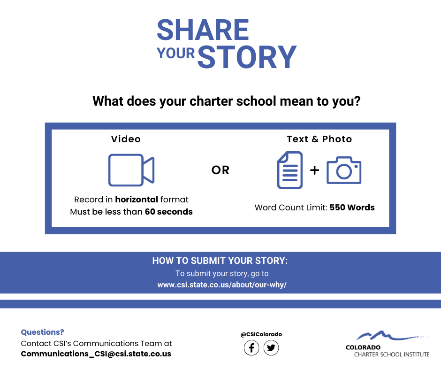 SHARE
YOUR STORY
What does your charter school mean to you?
Video
Record in horizontal format
Must be less than 60 seconds
OR
Text & Photo
+
Word Count Limit: 550 Words
HOW TO SUBMIT YOUR STORY:
To submit your story, go to
www.csi.state.co.us/about/our-why/
Questions?
Contact CSI's Communications Team at
Communications_CSI@csi.state.co.us
@CSIColorado
COLORADO
CHARTER SCHOOL INSTITUTE